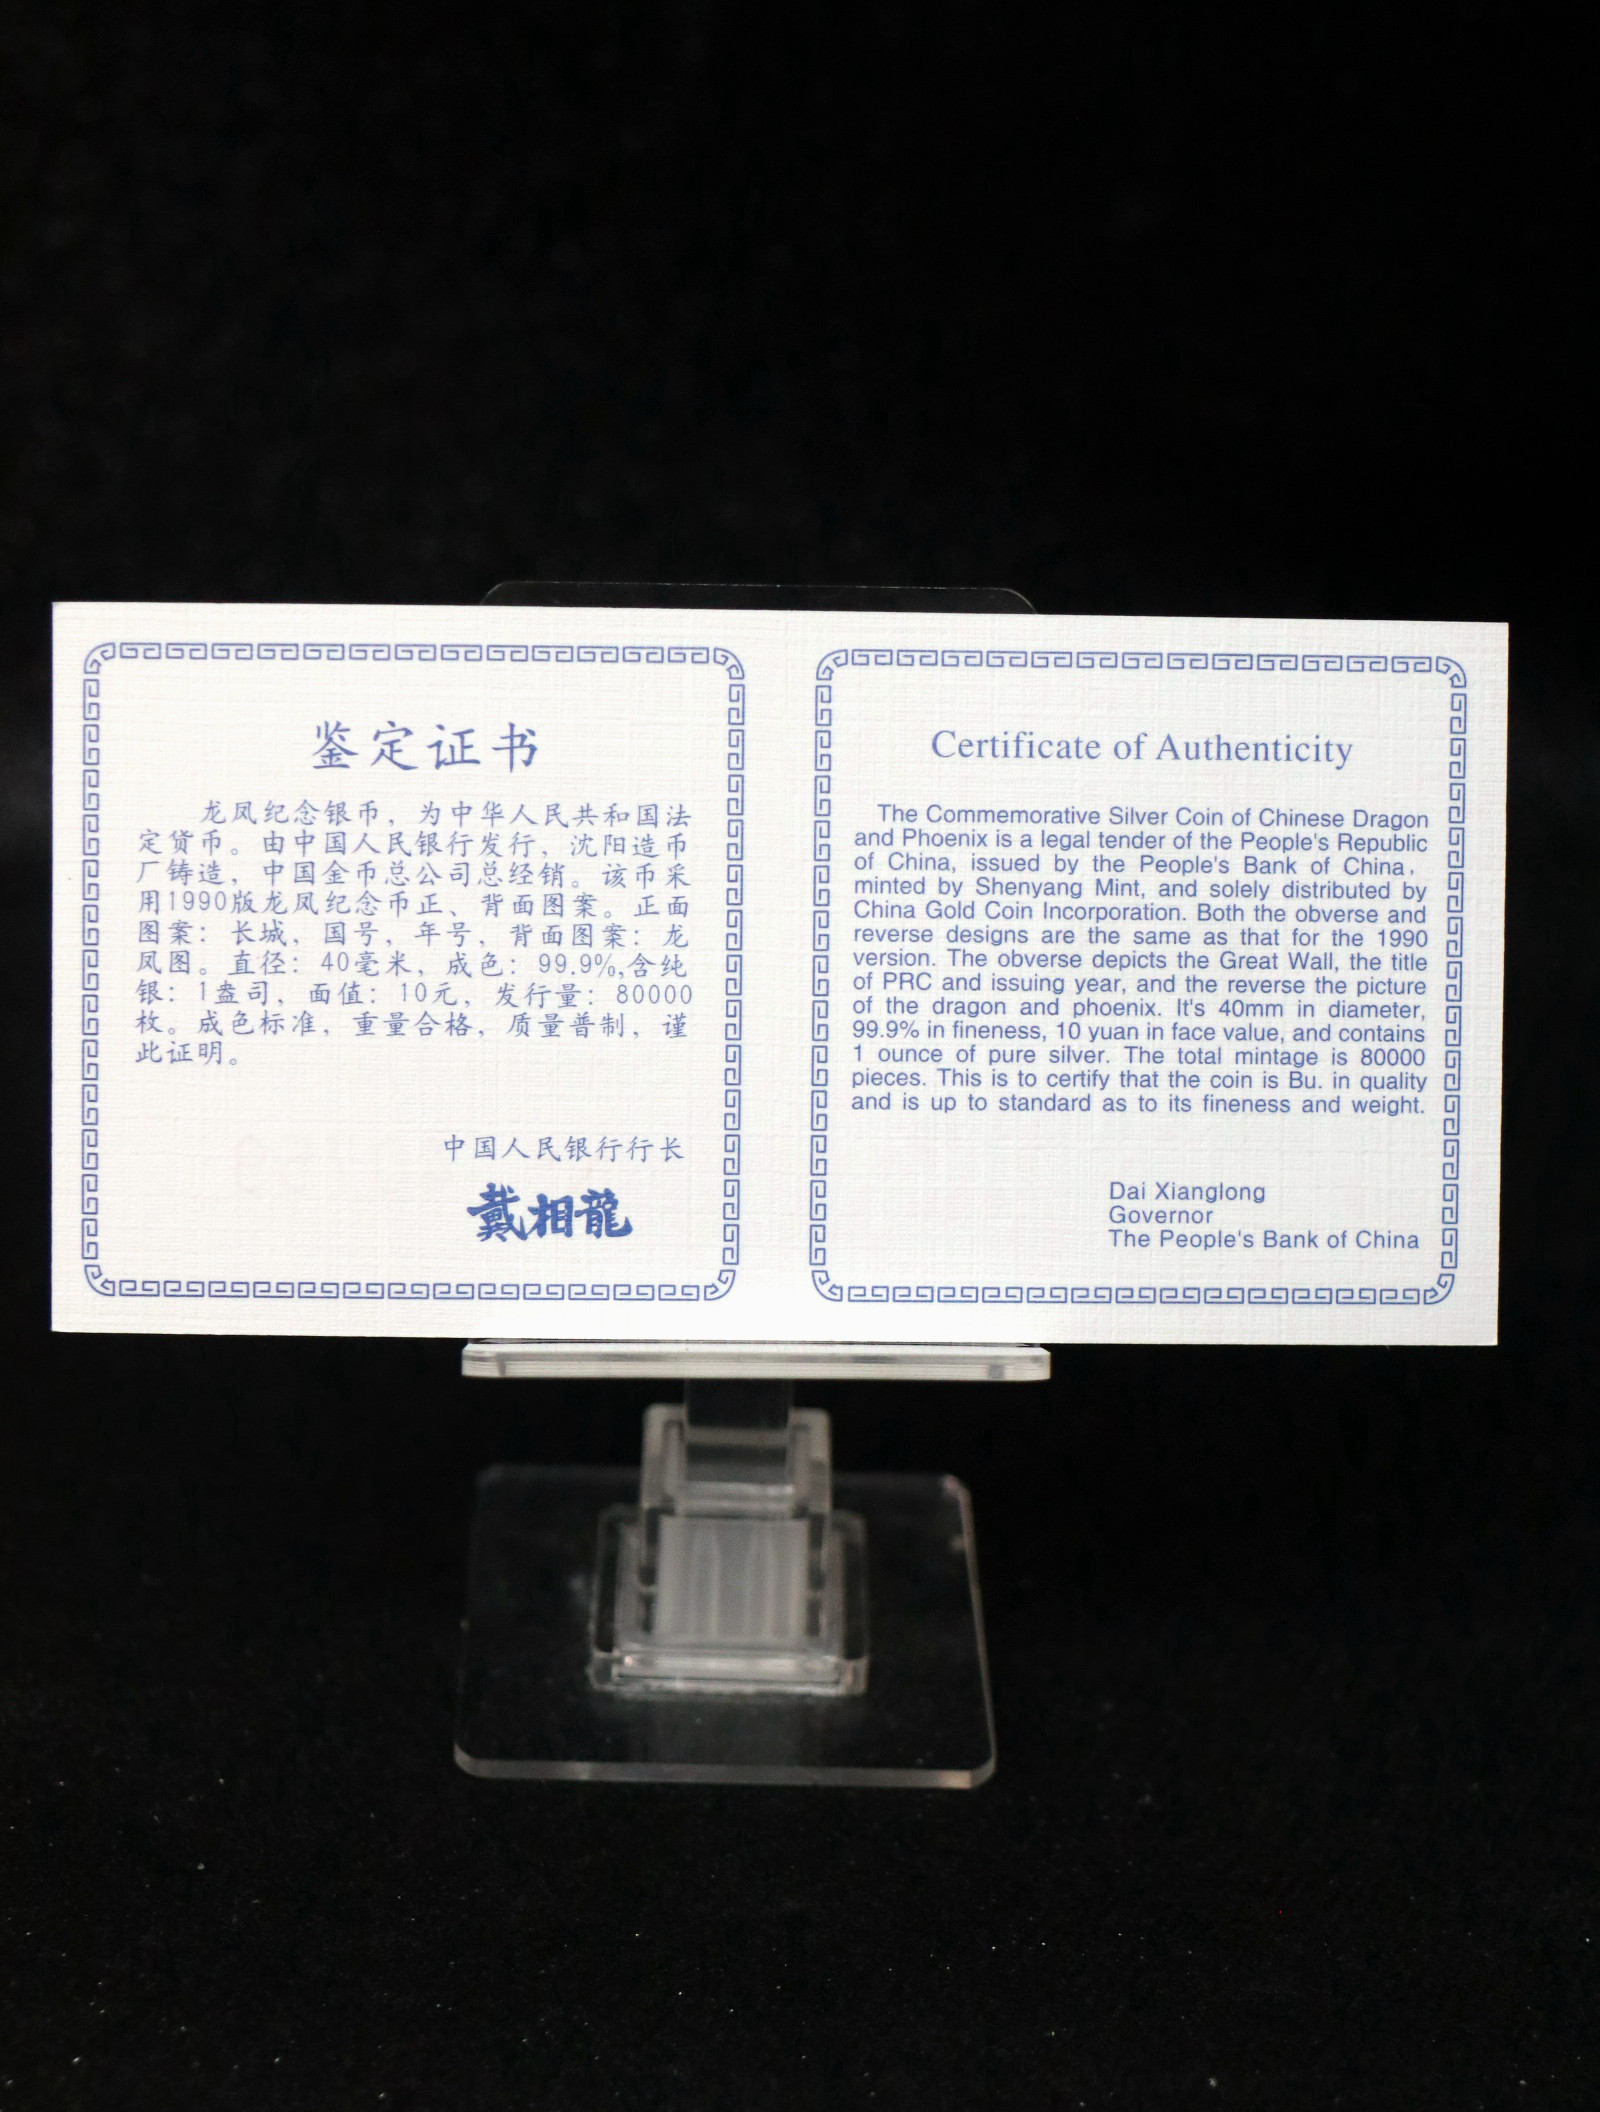 鉴定证书
龙凤纪念银币，为中华人民共和国法
定货币。由中国人民银行发行，沈阳造币
厂铸造，中国金币总公司总经销。该币采
用1990版龙凤纪念币正、背面图案。正面
图案：长城，国号，年号，背面图案：龙
凤图。直径：40毫米，成色：99.9%,含纯
银：1盎司，面值：10元，发行量：80000
枚。成色标准，重量合格，质量普制，谨
此证明。
中国人民银行行长
戴相龍
Certificate of Authenticity
The Commemorative Silver Coin of Chinese Dragon
and Phoenix is a legal tender of the People's Republic
of China, issued by the People's Bank of China,
minted by Shenyang Mint, and solely distributed by
China Gold Coin Incorporation. Both the obverse and
reverse designs are the same as that for the 1990
version. The obverse depicts the Great Wall, the title
of PRC and issuing year, and the reverse the picture
of the dragon and phoenix. It's 40mm in diameter,
99.9% in fineness, 10 yuan in face value, and contains
1 ounce of pure silver. The total mintage is 80000
pieces. This is to certify that the coin is Bu. in quality
and is up to standard as to its fineness and weight.
Dai Xianglong
Governor
The People's Bank of China